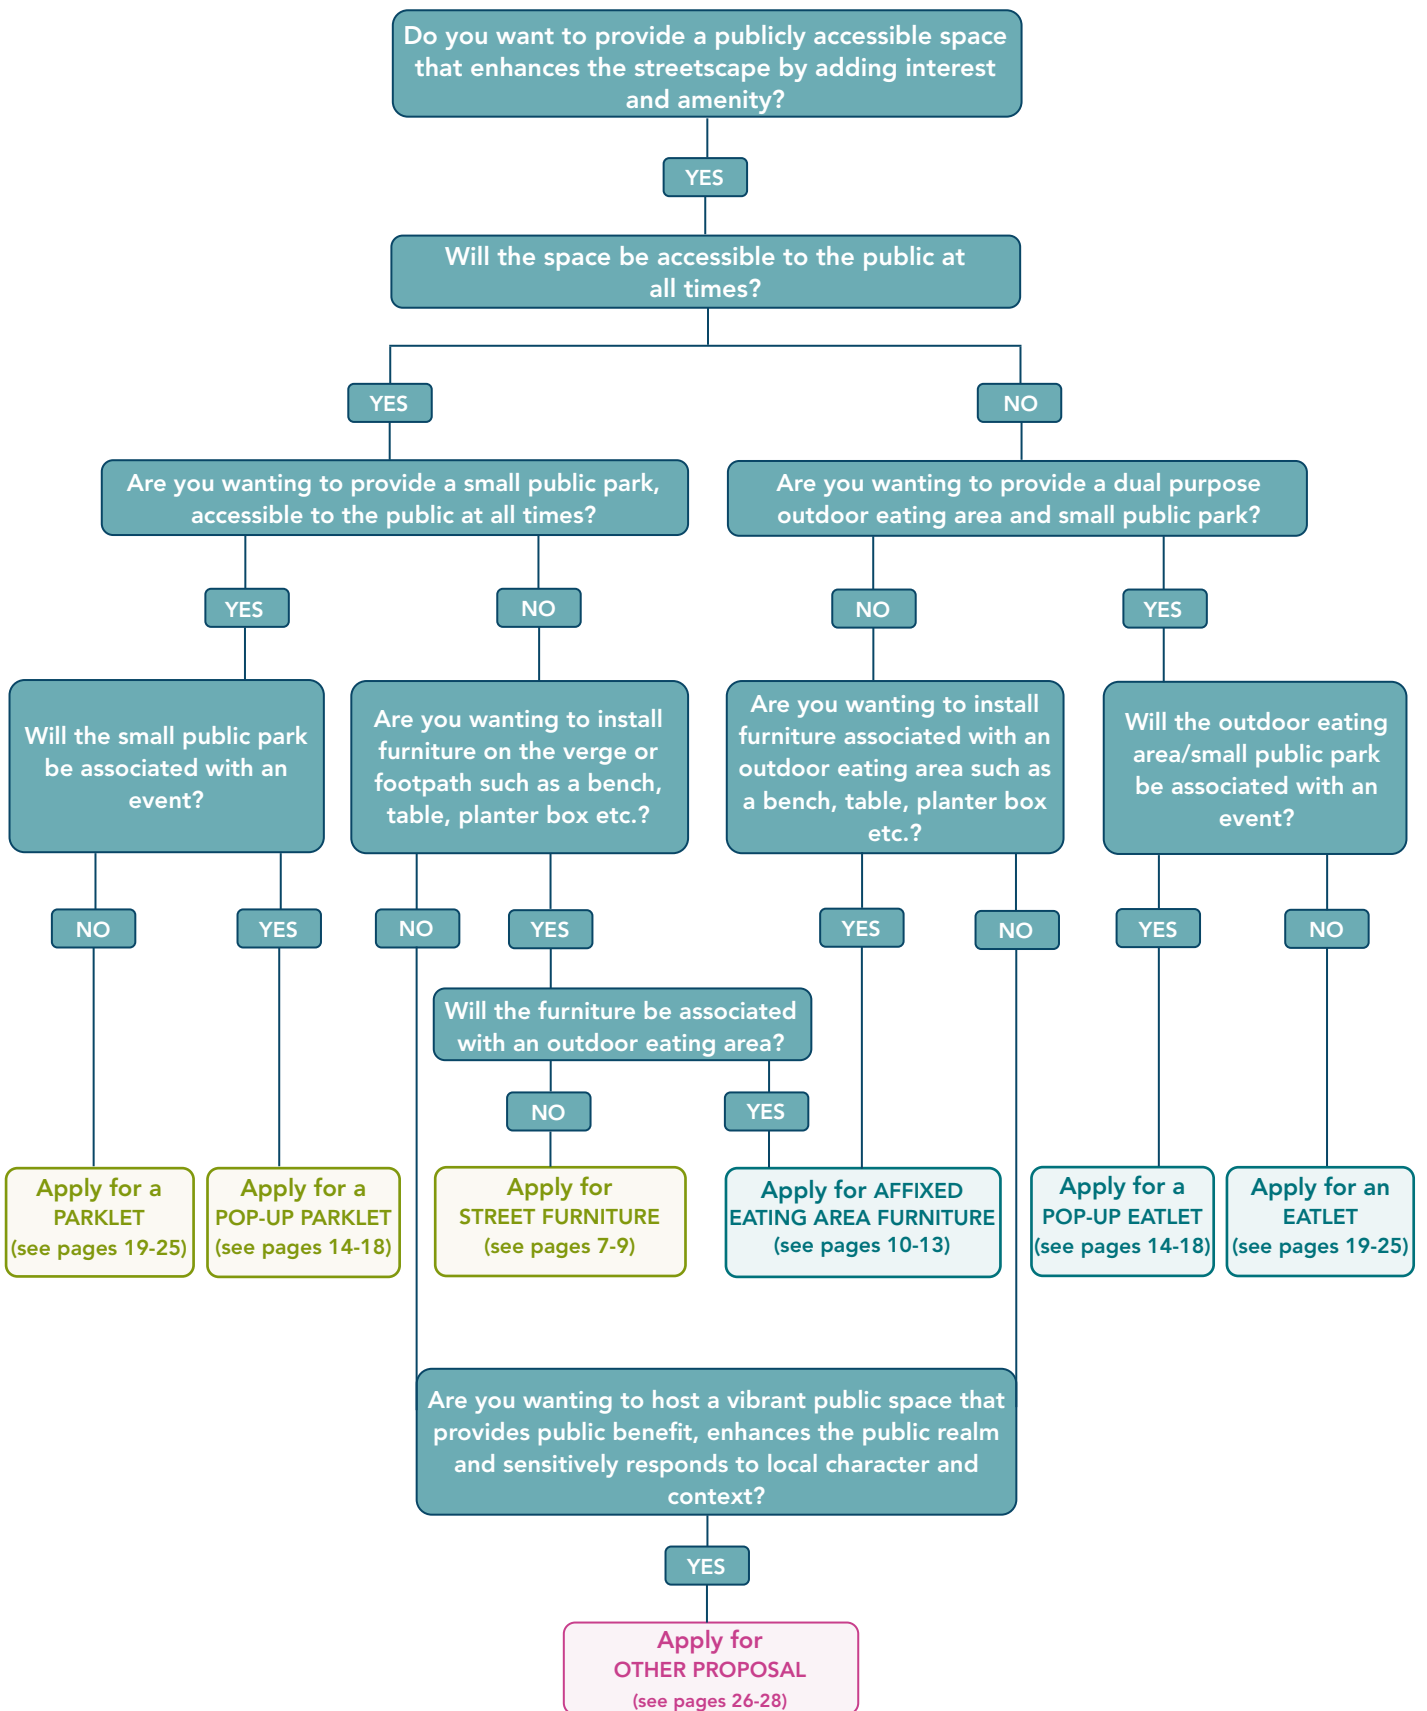 Do you want to provide a publicly accessible space
that enhances the streetscape by adding interest
and amenity?
YES
Will the space be accessible to the public at
all times?
YES
NO
Are you wanting to provide a small public park,
accessible to the public at all times?
Are you wanting to provide a dual purpose
outdoor eating area and small public park?
YES
NO
NO
YES
Will the small public park
be associated with an
event?
Are you wanting to install
furniture on the verge or
footpath such as a bench,
table, planter box etc.?
Are you wanting to install
furniture associated with an
outdoor eating area such as
a bench, table, planter box
etc.?
Will the outdoor eating
area/small public park
be associated with an
event?
NO
YES
NO
YES
YES
NO
YES
NO
Will the furniture be associated
with an outdoor eating area?
NO
YES
Apply for a
PARKLET
(see pages 19-25)
Apply for a
POP-UP PARKLET
(see pages 14-18)
Apply for
STREET FURNITURE
(see pages 7-9)
Apply for AFFIXED
EATING AREA FURNITURE
(see pages 10-13)
Apply for a
POP-UP EATLET
(see pages 14-18)
Apply for an
EATLET
(see pages 19-25)
Are you wanting to host a vibrant public space that
provides public benefit, enhances the public realm
and sensitively responds to local character and
context?
YES
Apply for
OTHER PROPOSAL
(see pages 26-28)